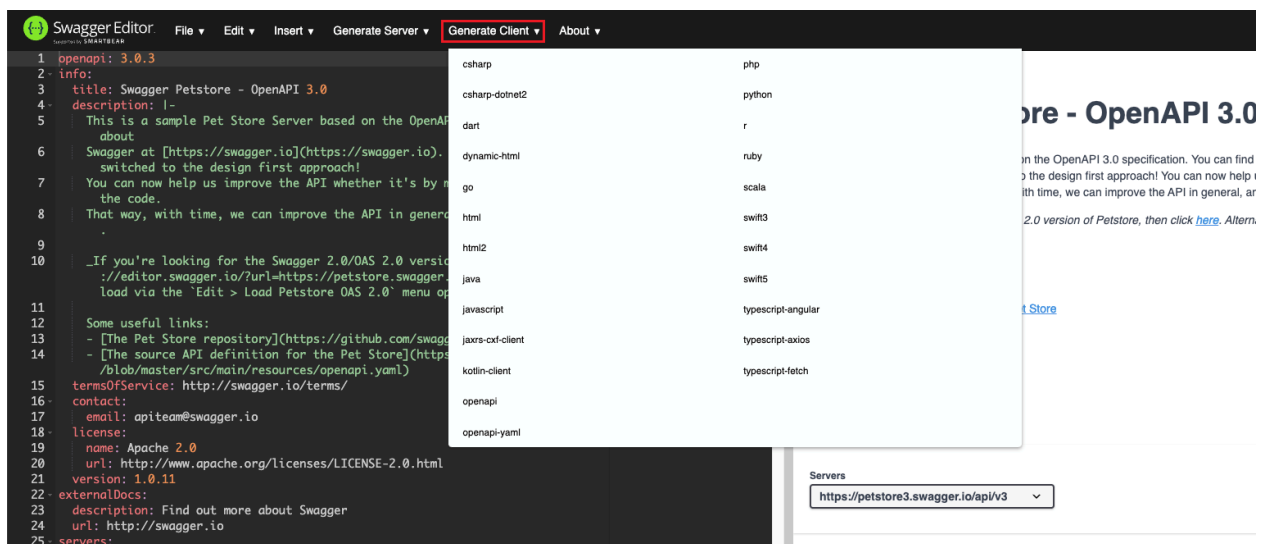 Swagger Editor.
Supported by SMARTBEAR
File ▾ Edit ▾ Insert ▾ Generate Server ▾ Generate Client ▾ About ▾
1 openapi: 3.0.3
2 info:
3 title: Swagger Petstore - OpenAPI 3.0
4 description: |-
5 This is a sample Pet Store Server based on the OpenAP
about
6 Swagger at [https://swagger.io](https://swagger.io).
switched to the design first approach!
7 You can now help us improve the API whether it's by m
the code.
8 That way, with time, we can improve the API in genera
.
9
10 _If you're looking for the Swagger 2.0/OAS 2.0 versio
://editor.swagger.io/?url=https://petstore.swagger.
load via the `Edit > Load Petstore OAS 2.0` menu op
11
12 Some useful links:
13 - [The Pet Store repository](https://github.com/swagg
14 - [The source API definition for the Pet Store](https
/blob/master/src/main/resources/openapi.yaml)
15 termsOfService: http://swagger.io/terms/
16 contact:
17 email: apiteam@swagger.io
18 license:
19 name: Apache 2.0
20 url: http://www.apache.org/licenses/LICENSE-2.0.html
21 version: 1.0.11
22 externalDocs:
23 description: Find out more about Swagger
24 url: http://swagger.io
25 servers:
csharp
csharp-dotnet2
dart
dynamic-html
go
html
html2
java
javascript
jaxrs-cxf-client
kotlin-client
openapi
openapi-yaml
php
python
r
ruby
scala
swift3
swift4
swift5
typescript-angular
typescript-axios
typescript-fetch
ore - OpenAPI 3.0
on the OpenAPI 3.0 specification. You can find
o the design first approach! You can now help
ith time, we can improve the API in general, ar
2.0 version of Petstore, then click here. Alterna
t Store
Servers
https://petstore3.swagger.io/api/v3